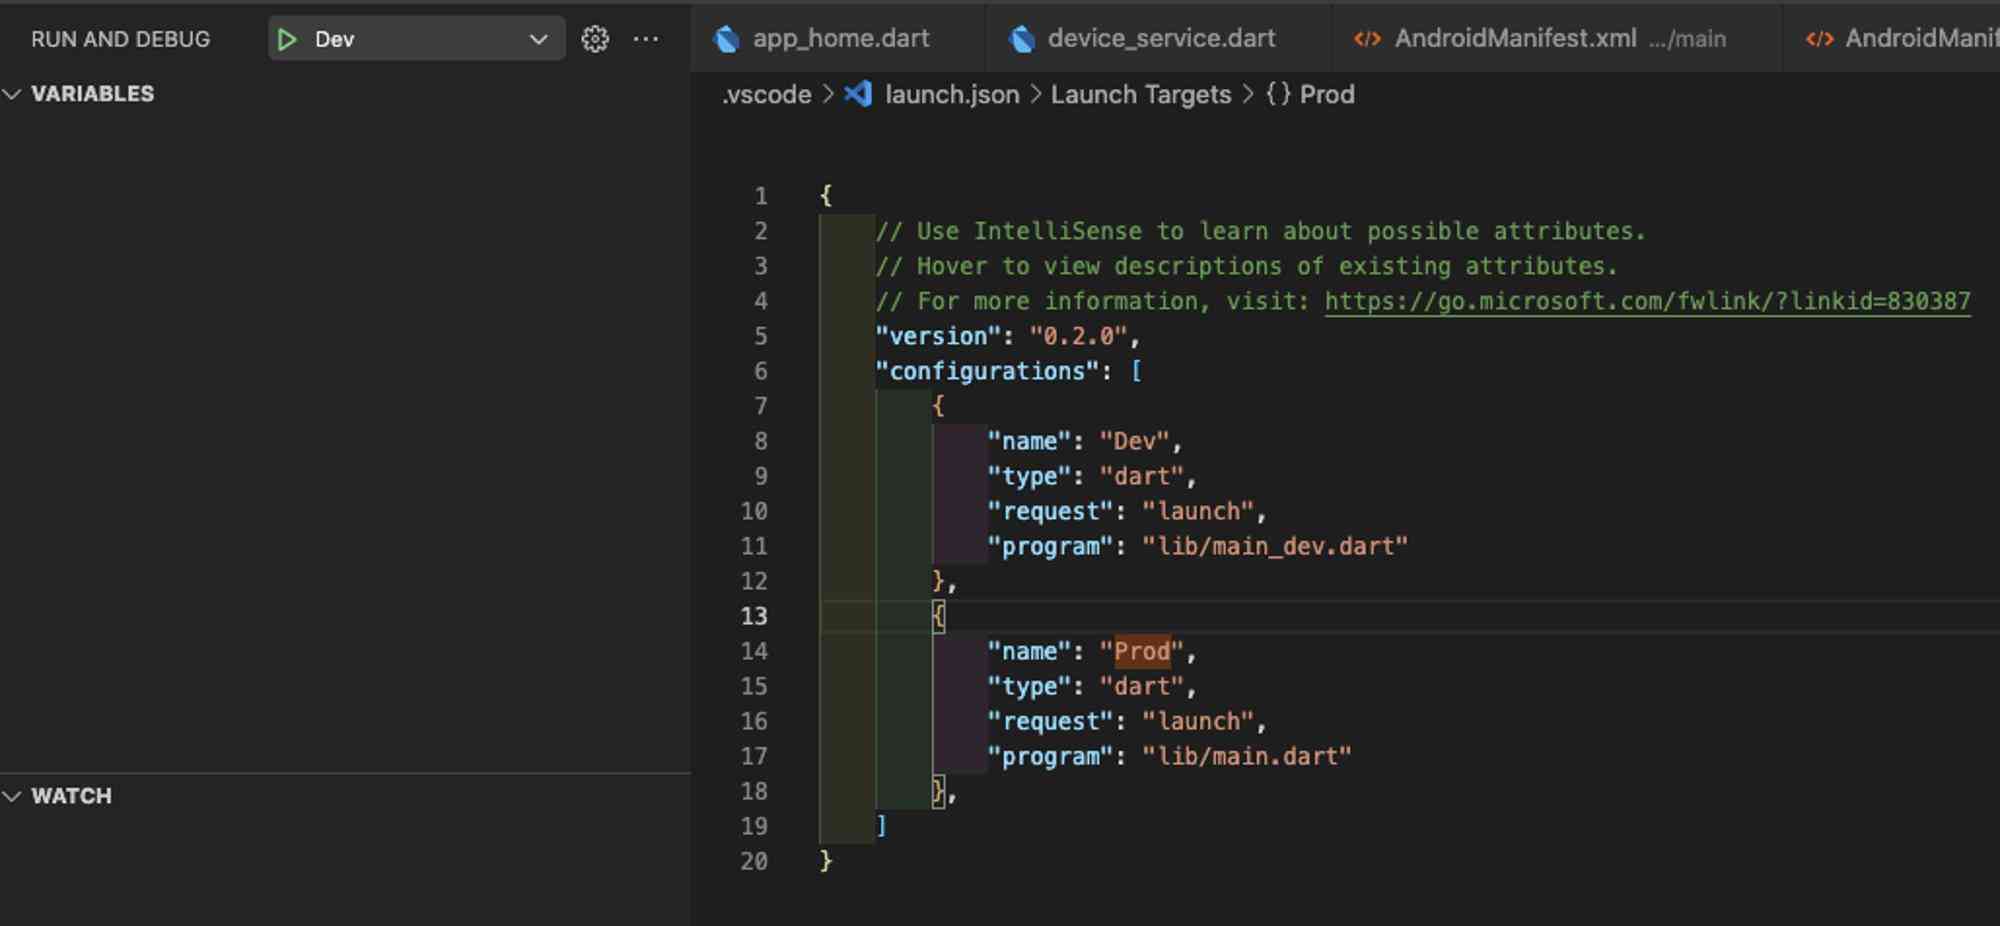 RUN AND DEBUG
Dev
VARIABLES
WATCH
app_home.dart
device_service.dart
AndroidManifest.xml .../main
.vscode > launch.json > Launch Targets > {} Prod
1 {
2 // Use IntelliSense to learn about possible attributes.
3 // Hover to view descriptions of existing attributes.
4 // For more information, visit: https://go.microsoft.com/fwlink/?linkid=830387
5 "version": "0.2.0",
6 "configurations": [
7 {
8 "name": "Dev",
9 "type": "dart",
10 "request": "launch",
11 "program": "lib/main_dev.dart"
12 },
13 {
14 "name": "Prod",
15 "type": "dart",
16 "request": "launch",
17 "program": "lib/main.dart"
18 },
19 ]
20 }